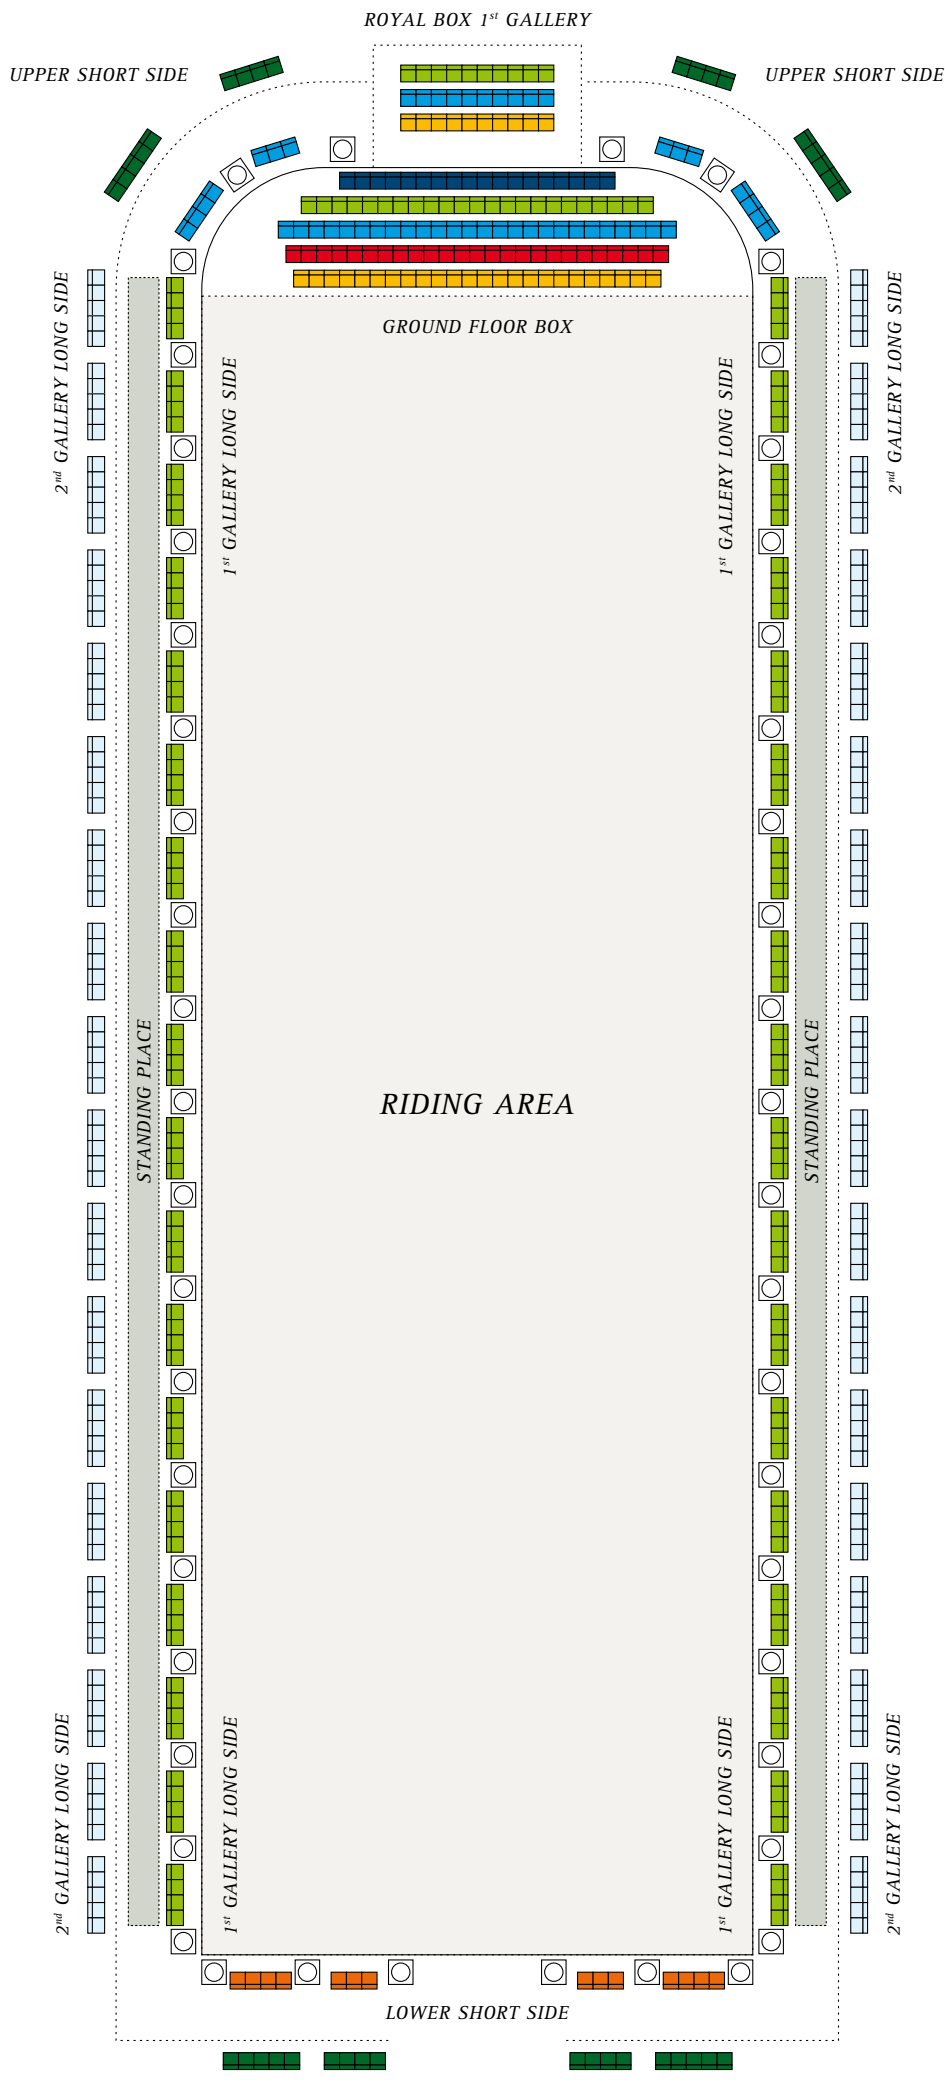 ROYAL BOX 1st GALLERY
UPPER SHORT SIDE
UPPER SHORT SIDE
GROUND FLOOR BOX
2nd GALLERY LONG SIDE
1st GALLERY LONG SIDE
1st GALLERY LONG SIDE
2nd GALLERY LONG SIDE
STANDING PLACE
RIDING AREA
STANDING PLACE
2nd GALLERY LONG SIDE
1st GALLERY LONG SIDE
1st GALLERY LONG SIDE
2nd GALLERY LONG SIDE
LOWER SHORT SIDE